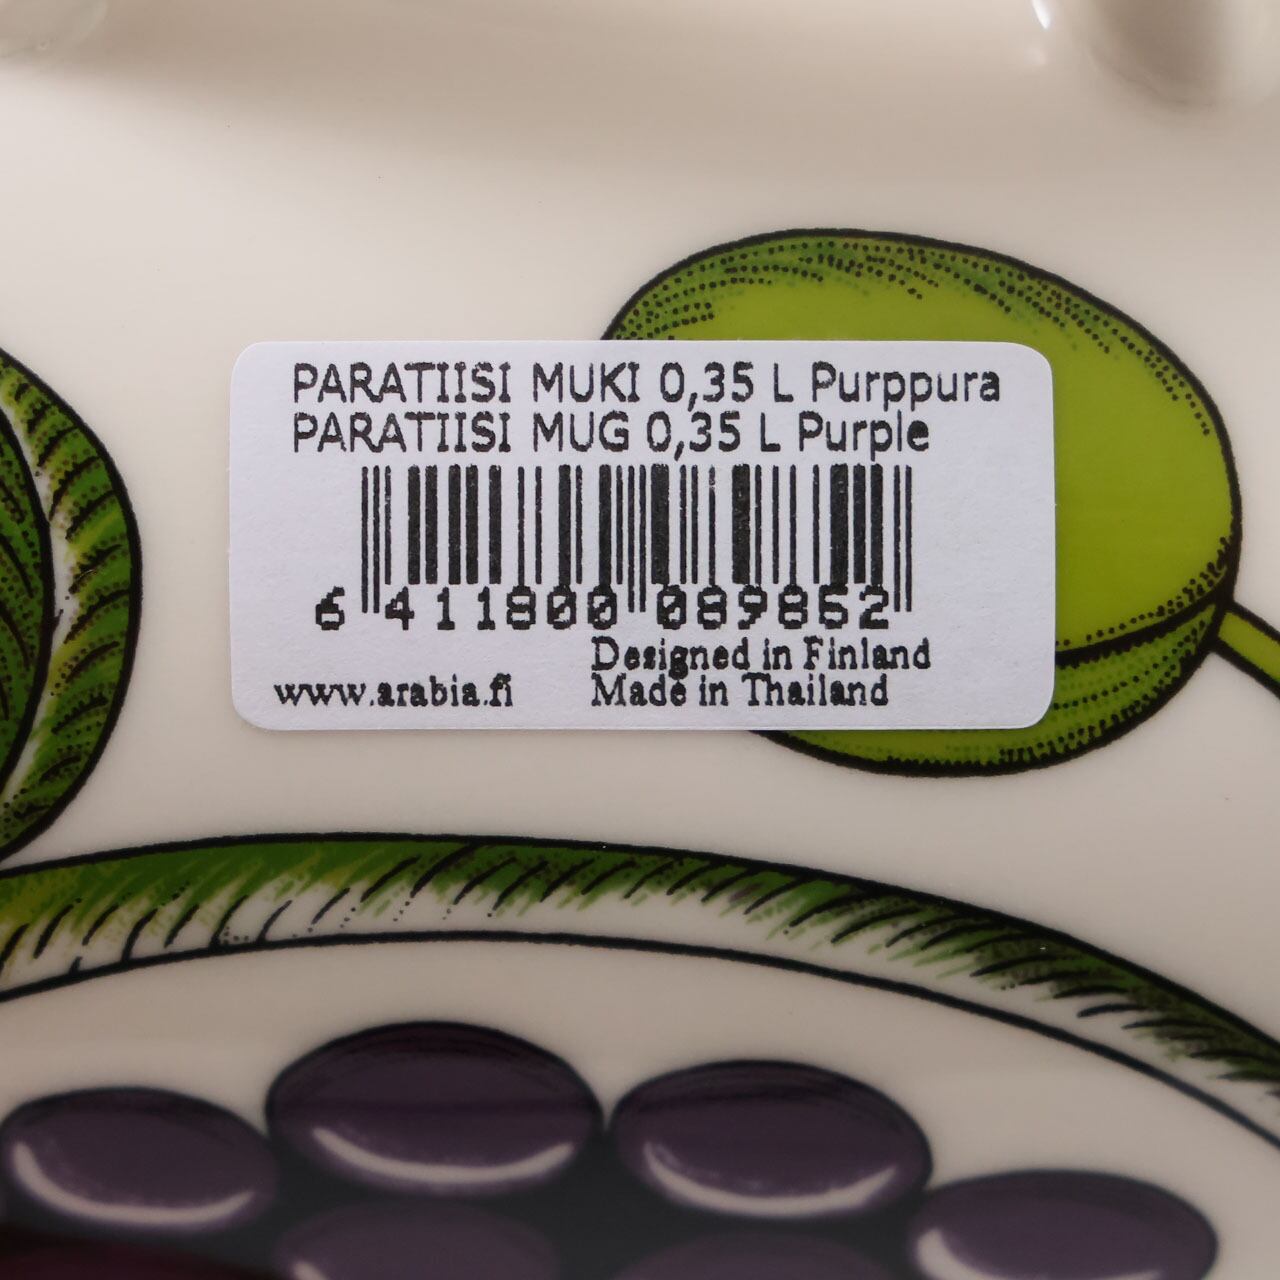 PARATIISI MUKI 0,35 L Purppura
PARATIISI MUG 0,35 L Purple
6 411800 089852
Designed in Finland
www.arabia.fi Made in Thailand